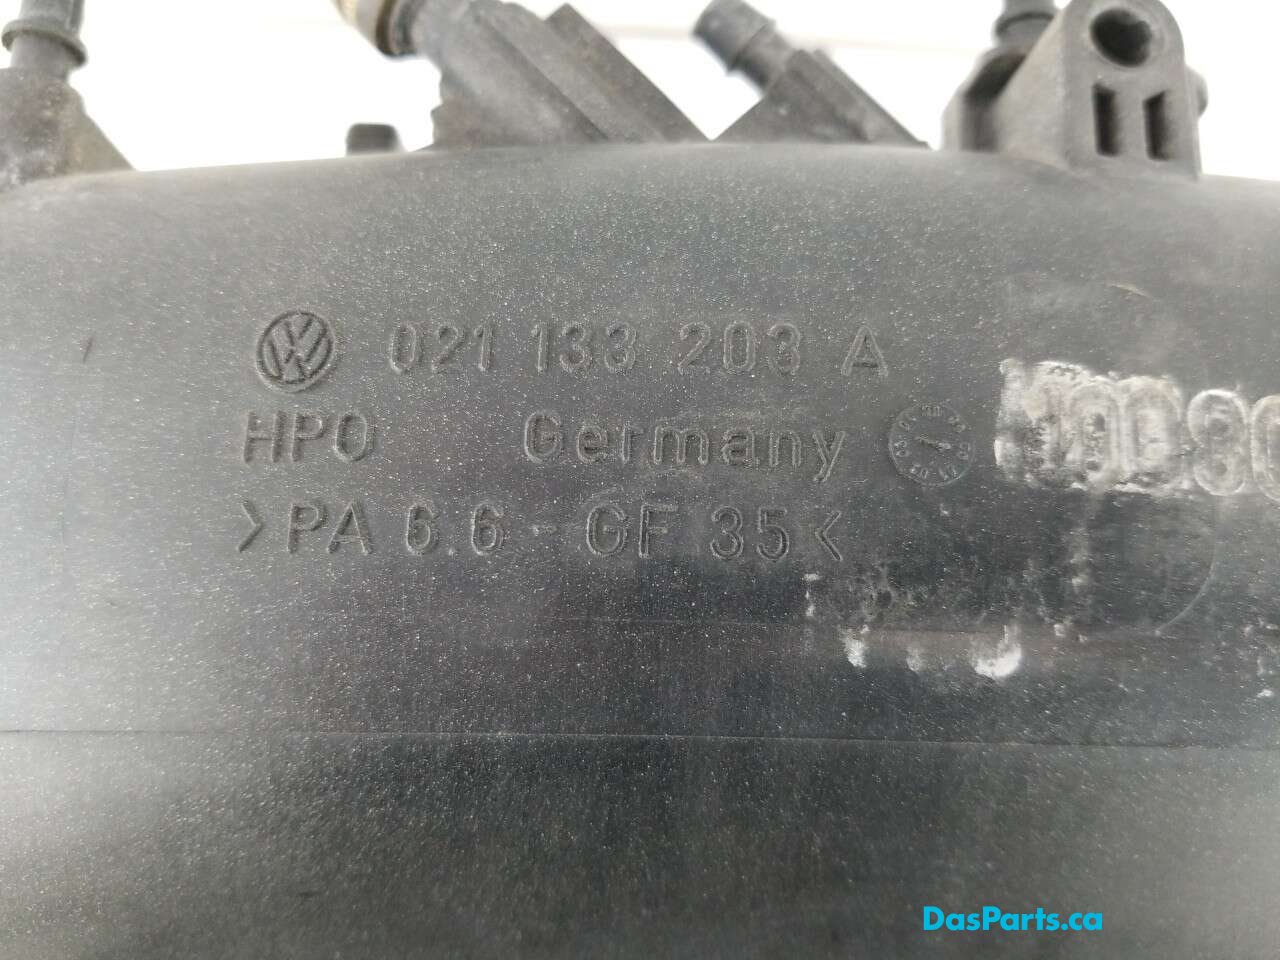 021 133 203 A
HPO Germany
>PA 6.6 - GF 35<
DasParts.ca